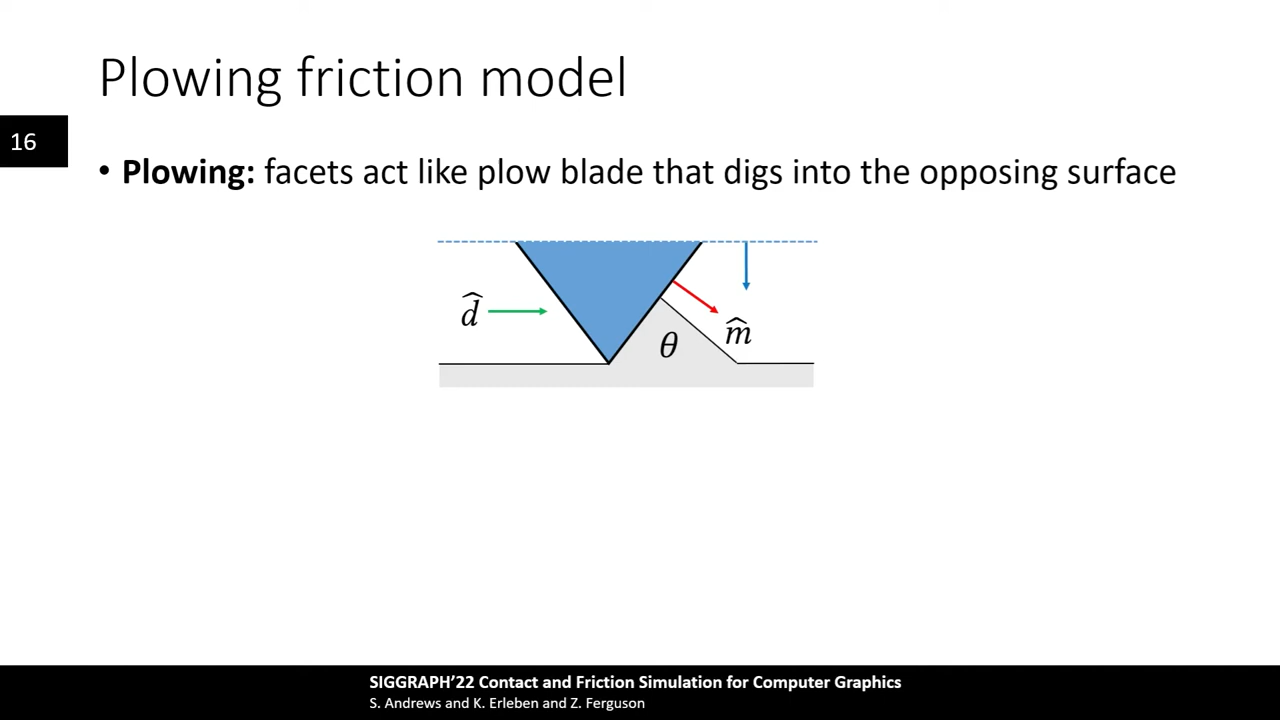 Plowing friction model
16
• Plowing: facets act like plow blade that digs into the opposing surface
d̂
θ
m̂
SIGGRAPH’22 Contact and Friction Simulation for Computer Graphics
S. Andrews and K. Erleben and Z. Ferguson